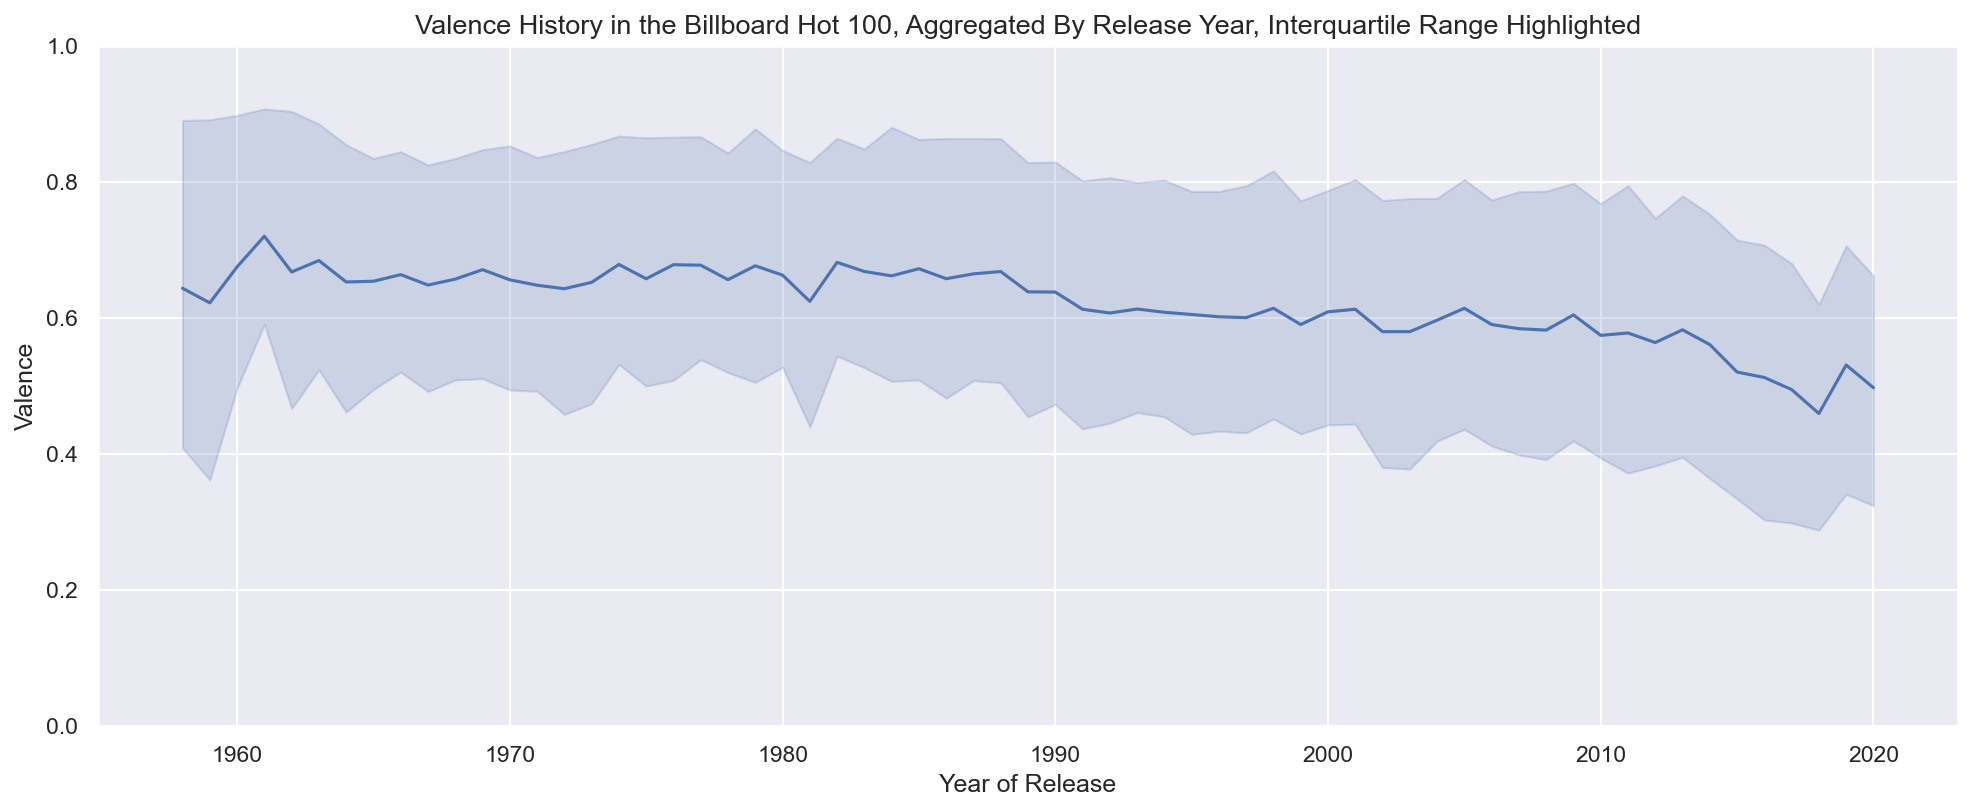 Valence History in the Billboard Hot 100, Aggregated By Release Year, Interquartile Range Highlighted
1.0
0.8
0.6
0.4
0.2
0.0
Valence
1960 1970 1980 1990 2000 2010 2020
Year of Release